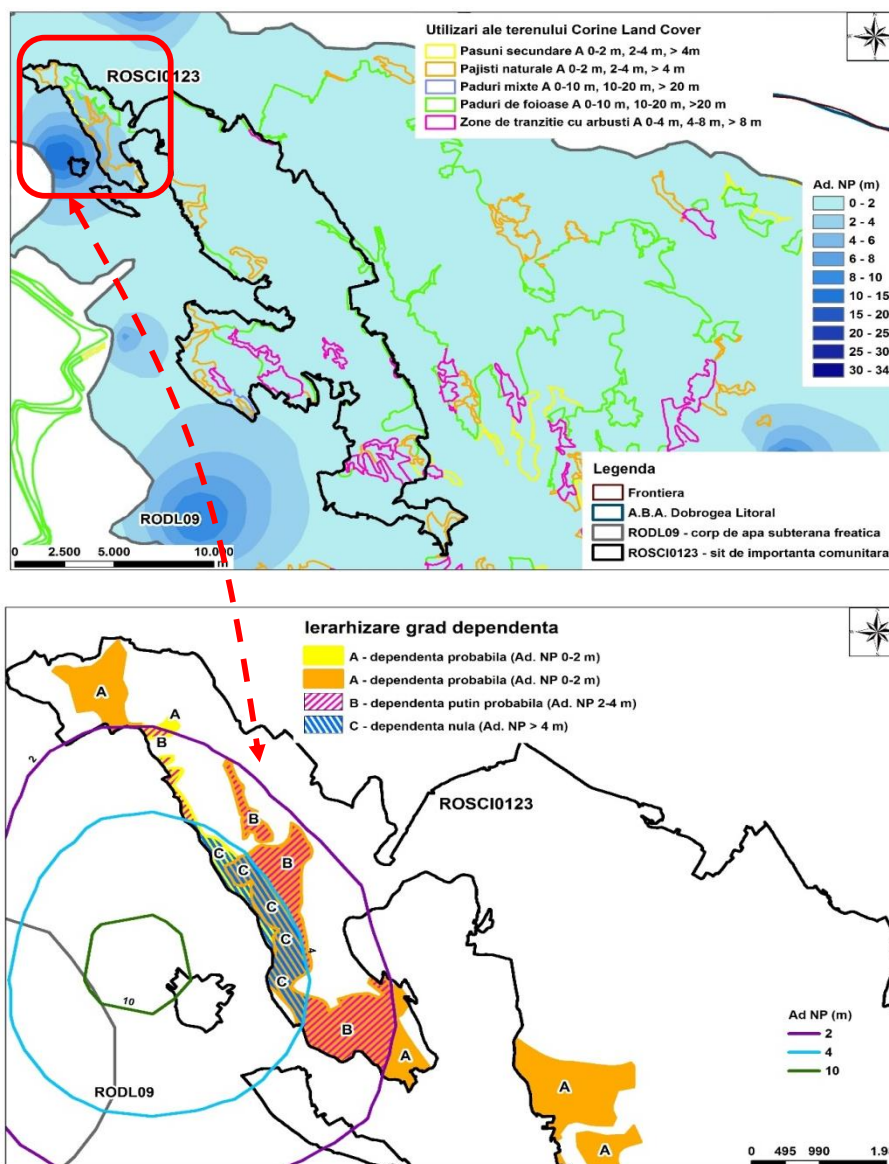 Utilizari ale terenului Corine Land Cover
Pasuni secundare A 0-2 m, 2-4 m, > 4m
Pajisti naturale A 0-2 m, 2-4 m, > 4 m
Paduri mixte A 0-10 m, 10-20 m, > 20 m
Paduri de foioase A 0-10 m, 10-20 m, >20 m
Zone de tranzitie cu arbusti A 0-4 m, 4-8 m, > 8 m
ROSCI0123
Ad. NP (m)
0 - 2
2 - 4
4 - 6
6 - 8
8 - 10
10 - 15
15 - 20
20 - 25
25 - 30
30 - 34
Legenda
Frontiera
A.B.A. Dobrogea Litoral
RODL09 - corp de apa subterana freatica
ROSCI0123 - sit de importanta comunitara
RODL09
0 2.500 5.000 10.000
m
Ierarhizare grad dependenta
A - dependenta probabila (Ad. NP 0-2 m)
A - dependenta probabila (Ad. NP 0-2 m)
B - dependenta putin probabila (Ad. NP 2-4 m)
C - dependenta nula (Ad. NP > 4 m)
A
A
B
2
ROSCI0123
B
B
C
C
C
C
4
C
10
B
A
RODL09
A
A
Ad NP (m)
2
4
10
0 495 990 1.9